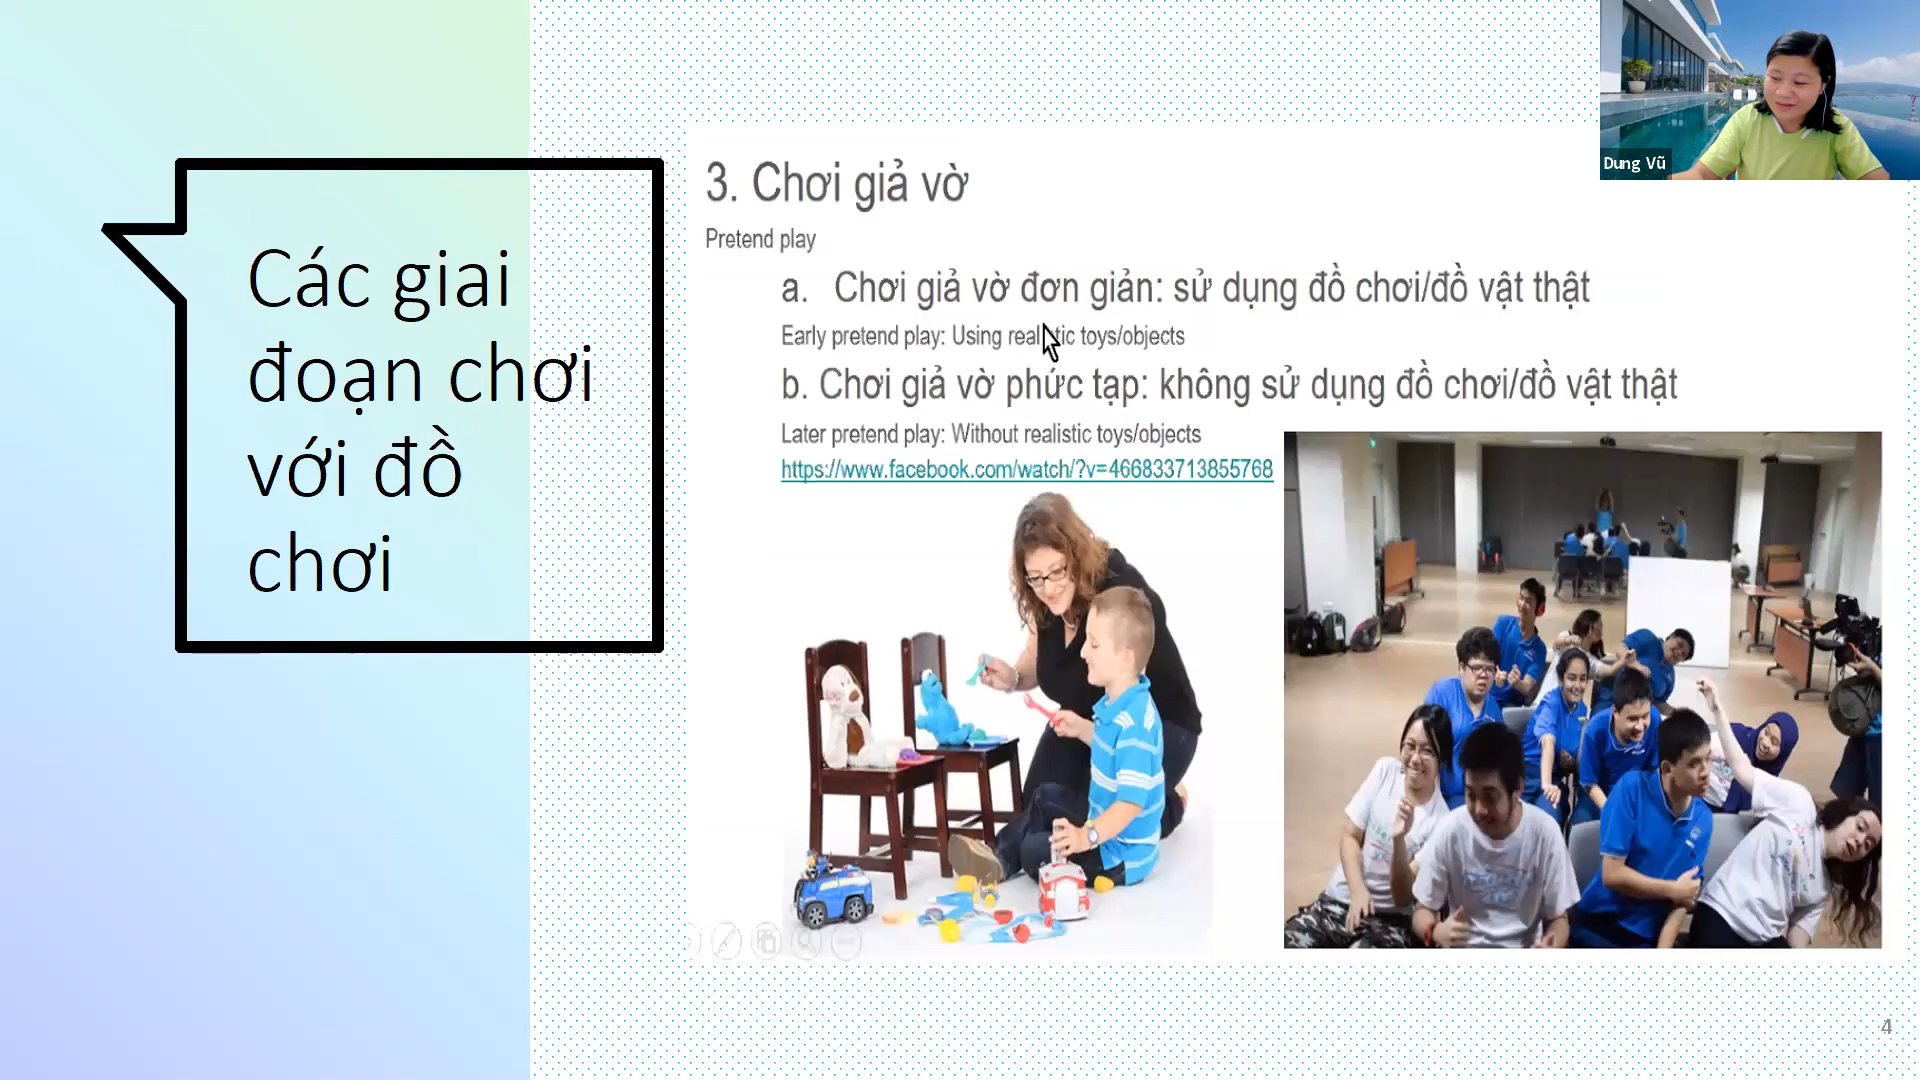 Các giai
đoạn chơi
với đồ
chơi
3. Chơi giả vờ
Pretend play
a. Chơi giả vờ đơn giản: sử dụng đồ chơi/đồ vật thật
Early pretend play: Using realistic toys/objects
b. Chơi giả vờ phức tạp: không sử dụng đồ chơi/đồ vật thật
Later pretend play: Without realistic toys/objects
https://www.facebook.com/watch/?v=466833713855768
Dung Vũ
4